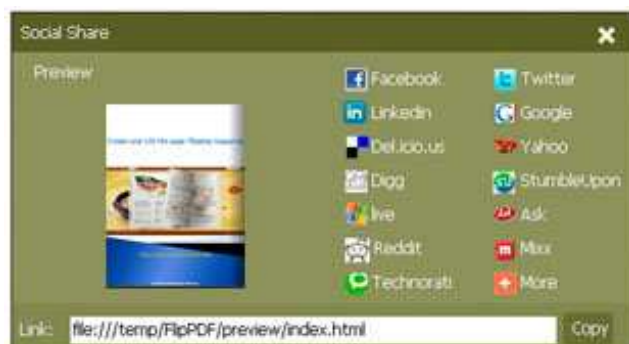 Social Share
Preview
Facebook Twitter
Linkedin Google
Del.icio.us Yahoo
Digg StumbleUpon
live Ask
Reddit Mixx
Technorati More
Link: file:///temp/FlipPDF/preview/index.html Copy